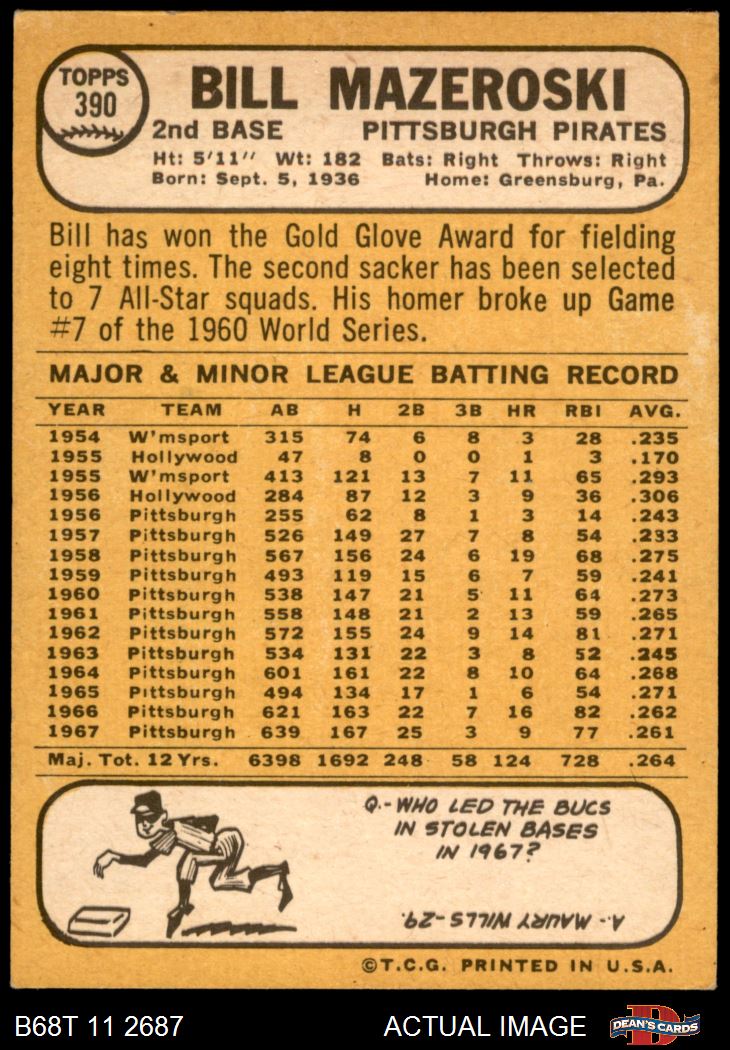 TOPPS
390
BILL MAZEROSKI
2nd BASE PITTSBURGH PIRATES
Ht: 5'11" Wt: 182 Bats: Right Throws: Right
Born: Sept. 5, 1936 Home: Greensburg, Pa.
Bill has won the Gold Glove Award for fielding
eight times. The second sacker has been selected
to 7 All-Star squads. His homer broke up Game
#7 of the 1960 World Series.
MAJOR & MINOR LEAGUE BATTING RECORD
YEAR TEAM AB H 2B 3B HR RBI AVG.
1954 W'msport 315 74 6 8 3 28 .235
1955 Hollywood 47 8 0 0 1 3 .170
1955 W'msport 413 121 13 7 11 65 .293
1956 Hollywood 284 87 12 3 9 36 .306
1956 Pittsburgh 255 62 8 1 3 14 .243
1957 Pittsburgh 526 149 27 7 8 54 .283
1958 Pittsburgh 567 156 24 6 19 68 .275
1959 Pittsburgh 493 119 15 6 7 59 .241
1960 Pittsburgh 538 147 21 5 11 64 .273
1961 Pittsburgh 558 148 21 2 13 59 .265
1962 Pittsburgh 572 155 24 9 14 81 .271
1963 Pittsburgh 534 131 22 3 8 52 .245
1964 Pittsburgh 601 161 22 8 10 64 .268
1965 Pittsburgh 494 134 17 1 6 54 .271
1966 Pittsburgh 621 163 22 7 16 82 .262
1967 Pittsburgh 639 167 25 3 9 77 .261
Maj. Tot. 12 Yrs. 6398 1692 248 58 124 728 .264
Q.-WHO LED THE BUCS
IN STOLEN BASES
IN 1967?
A.-MAURY WILLS-29.
©T.C.G. PRINTED IN U.S.A.
B68T 11 2687 ACTUAL IMAGE D DEAN'S CARDS